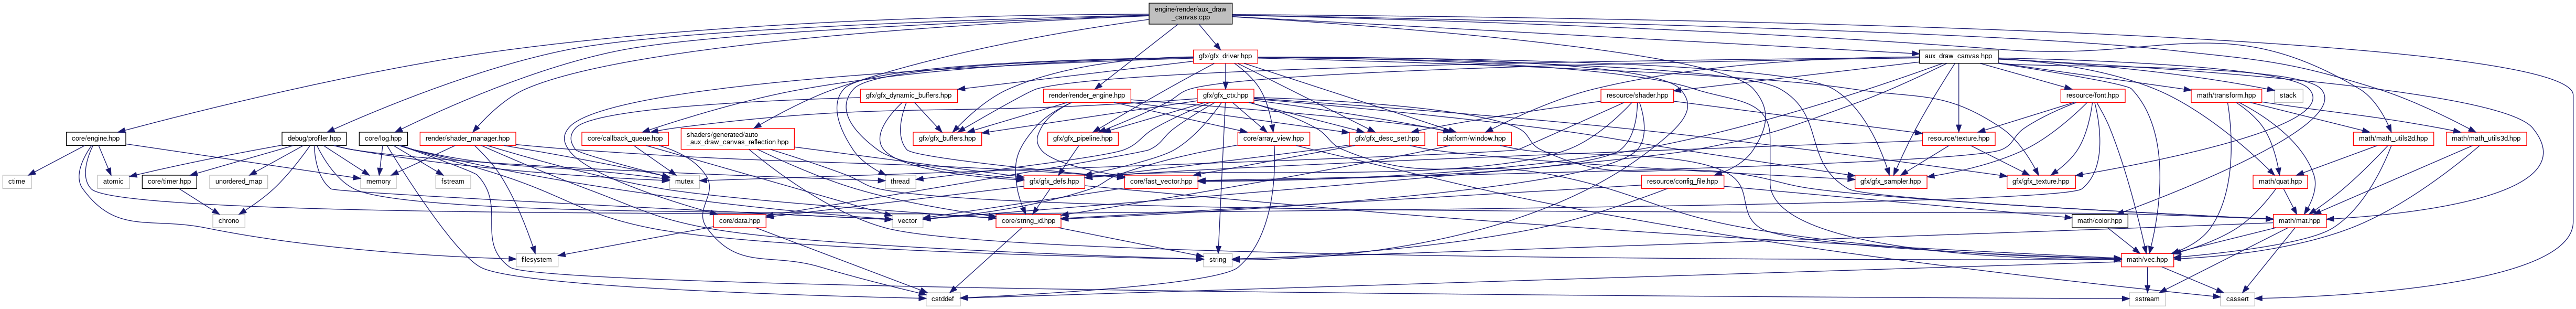 engine/render/aux_draw
_canvas.cpp
gfx/gfx_driver.hpp
aux_draw_canvas.hpp
gfx/gfx_dynamic_buffers.hpp
render/render_engine.hpp
gfx/gfx_ctx.hpp
resource/shader.hpp
resource/font.hpp
math/transform.hpp
stack
core/engine.hpp
debug/profiler.hpp
core/log.hpp
render/shader_manager.hpp
core/callback_queue.hpp
shaders/generated/auto
_aux_draw_canvas_reflection.hpp
gfx/gfx_buffers.hpp
gfx/gfx_pipeline.hpp
core/array_view.hpp
gfx/gfx_desc_set.hpp
platform/window.hpp
resource/texture.hpp
math/math_utils2d.hpp
math/math_utils3d.hpp
ctime
atomic
core/timer.hpp
unordered_map
memory
fstream
mutex
thread
gfx/gfx_defs.hpp
core/fast_vector.hpp
resource/config_file.hpp
gfx/gfx_sampler.hpp
gfx/gfx_texture.hpp
math/quat.hpp
chrono
core/data.hpp
vector
core/string_id.hpp
math/color.hpp
math/mat.hpp
filesystem
string
math/vec.hpp
cstddef
sstream
cassert